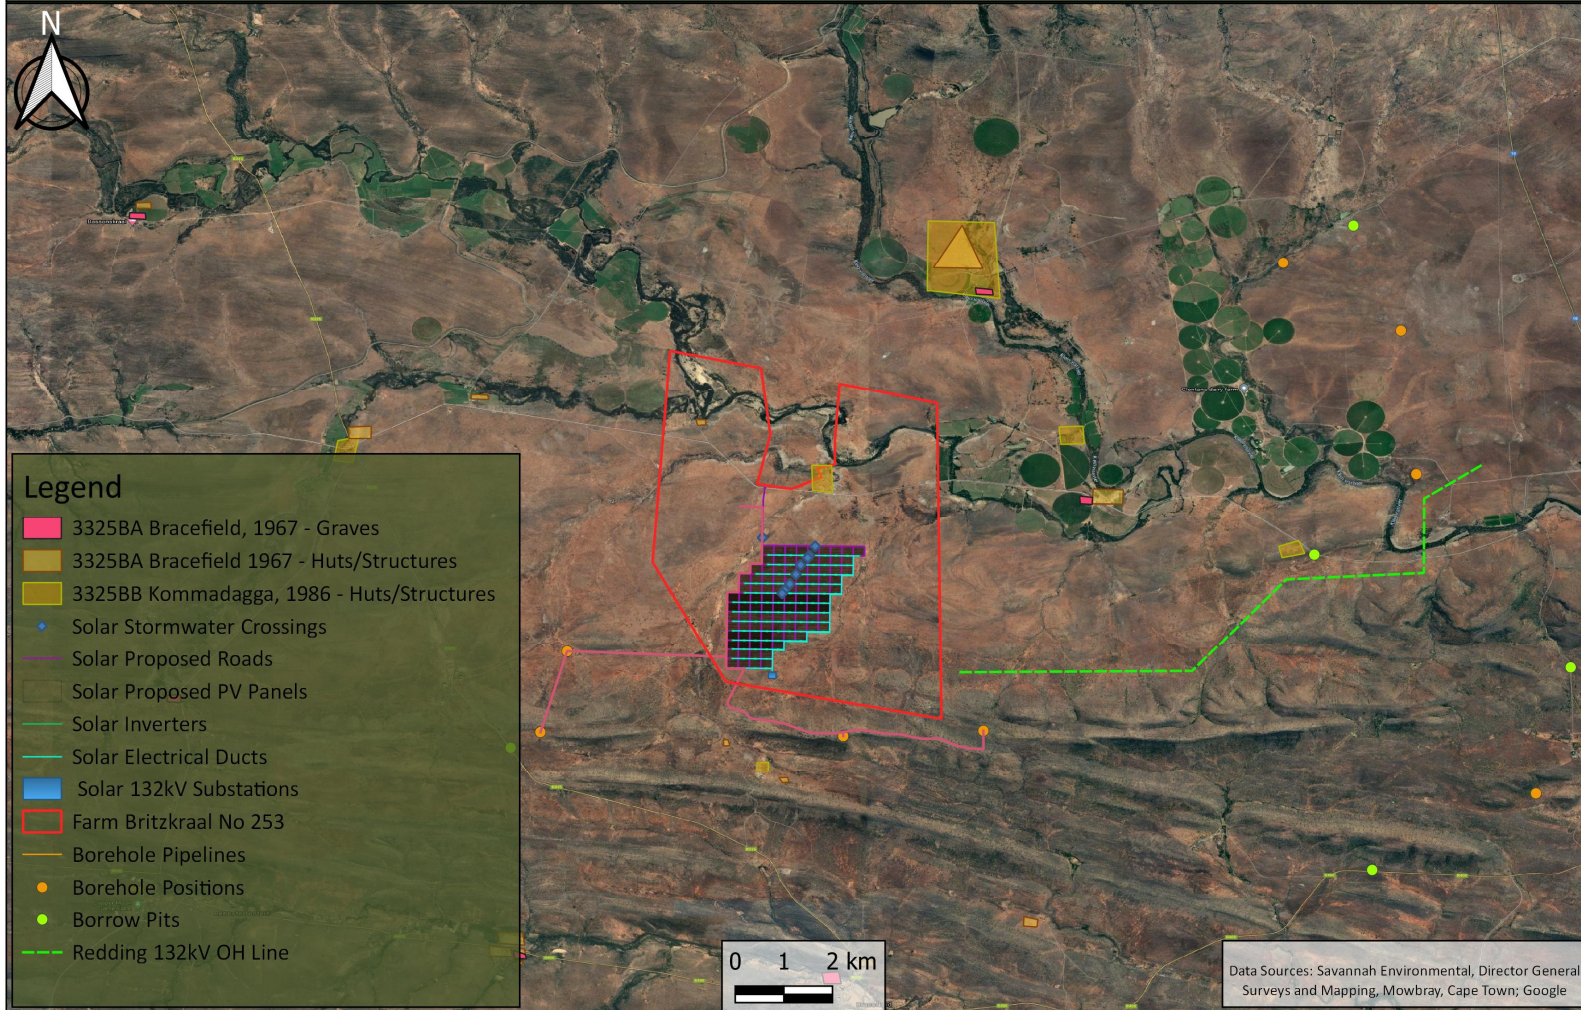 N
Legend
3325BA Bracefield, 1967 - Graves
3325BA Bracefield 1967 - Huts/Structures
3325BB Kommadagga, 1986 - Huts/Structures
Solar Stormwater Crossings
Solar Proposed Roads
Solar Proposed PV Panels
Solar Inverters
Solar Electrical Ducts
Solar 132kV Substations
Farm Britzkraal No 253
Borehole Pipelines
Borehole Positions
Borrow Pits
Redding 132kV OH Line
0 1 2 km
Data Sources: Savannah Environmental, Director General
Surveys and Mapping, Mowbray, Cape Town; Google